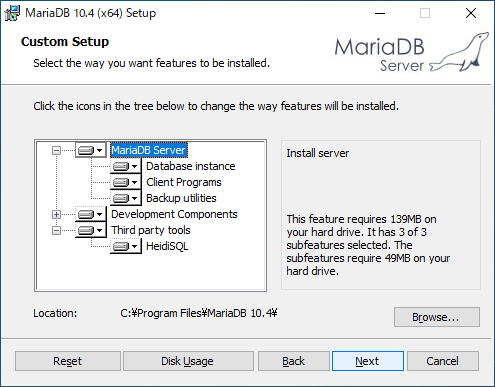 MariaDB 10.4 (x64) Setup
Custom Setup
Select the way you want features to be installed.
MariaDB
Server
Click the icons in the tree below to change the way features will be installed.
MariaDB Server
Database instance
Client Programs
Backup utilities
Development Components
Third party tools
HeidiSQL
Install server
This feature requires 139MB on
your hard drive. It has 3 of 3
subfeatures selected. The
subfeatures require 49MB on your
hard drive.
Location: C:¥Program Files¥MariaDB 10.4¥
Browse...
Reset Disk Usage Back Next Cancel